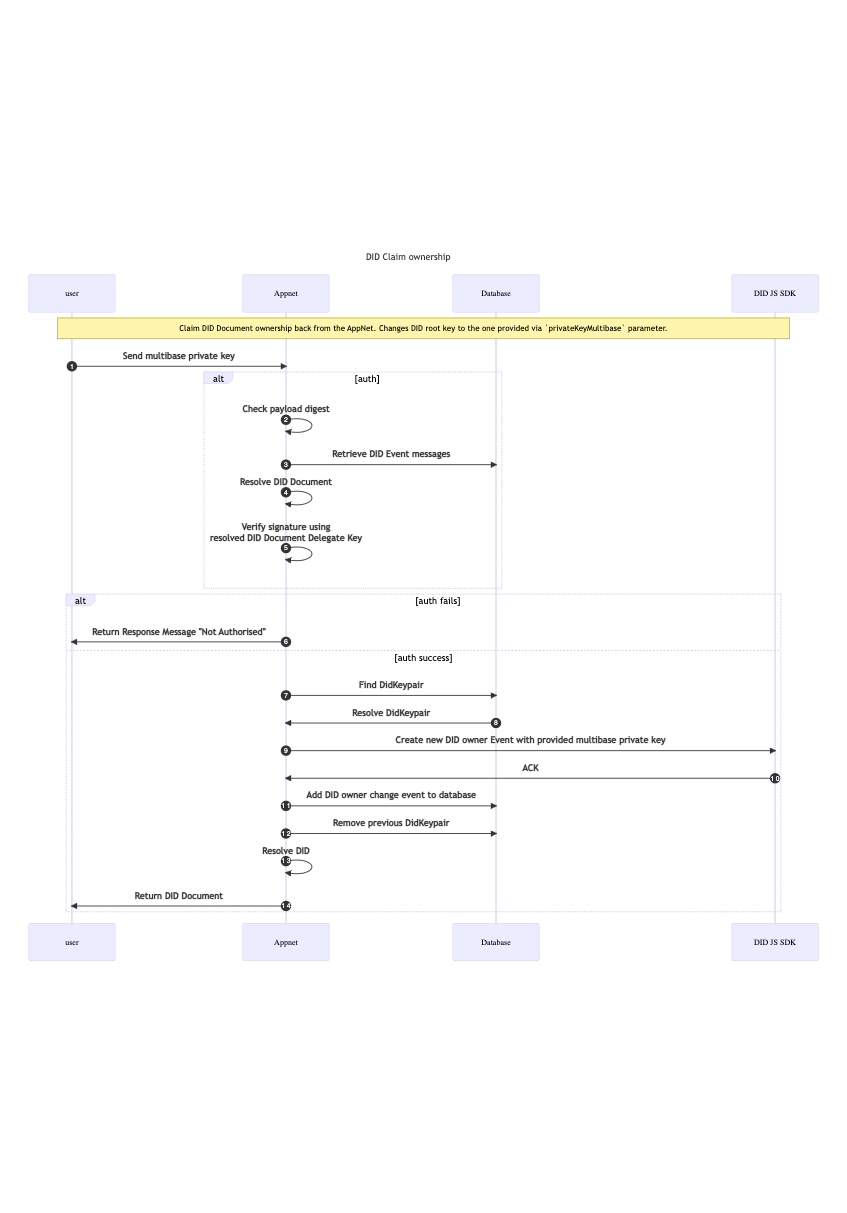 DID Claim ownership
user
Appnet
Database
DID JS SDK
Claim DID Document ownership back from the AppNet. Changes DID root key to the one provided via `privateKeyMultibase` parameter.
Send multibase private key
1
alt
[auth]
Check payload digest
2
Retrieve DID Event messages
3
Resolve DID Document
4
Verify signature using
resolved DID Document Delegate Key
5
alt
[auth fails]
Return Response Message "Not Authorised"
6
[auth success]
Find DidKeypair
7
Resolve DidKeypair
8
Create new DID owner Event with provided multibase private key
9
ACK
10
Add DID owner change event to database
11
Remove previous DidKeypair
12
Resolve DID
13
Return DID Document
14
user
Appnet
Database
DID JS SDK